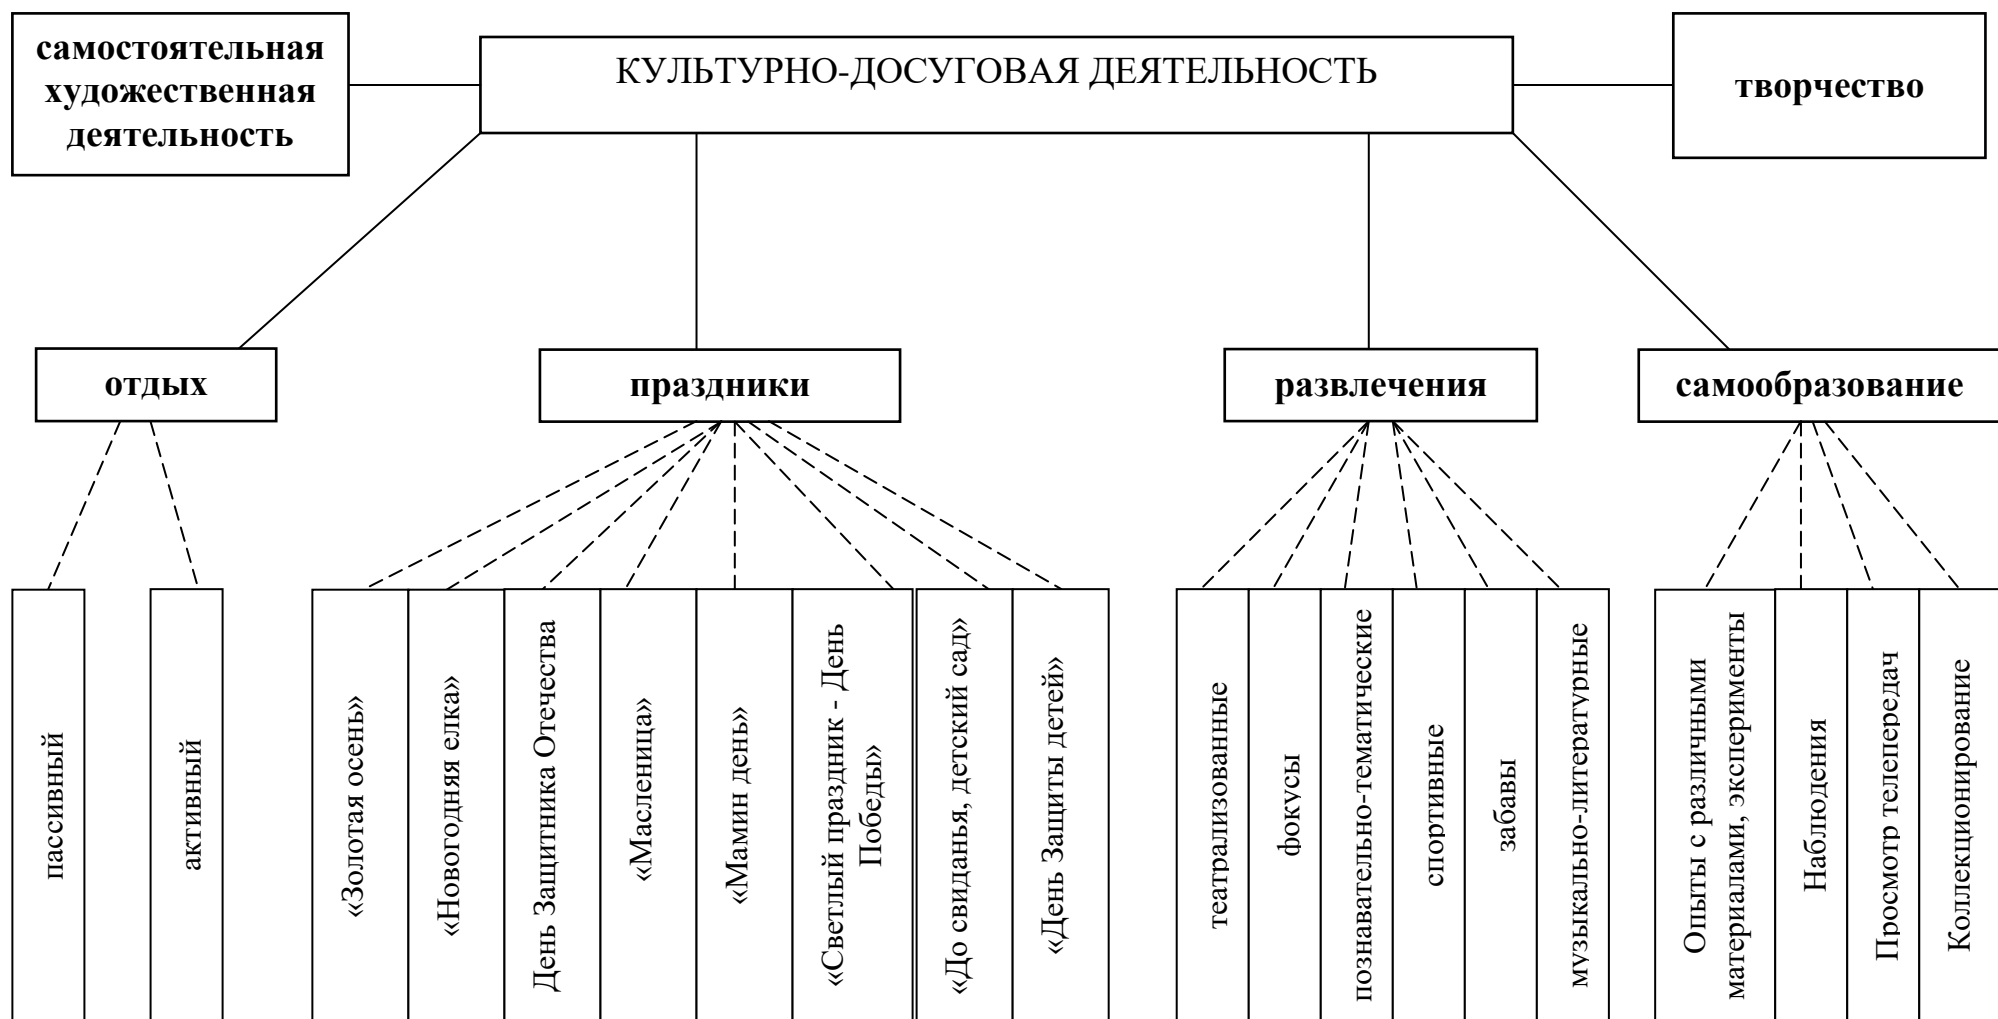 самостоятельная
художественная
деятельность
КУЛЬТУРНО-ДОСУГОВАЯ ДЕЯТЕЛЬНОСТЬ
творчество
отдых
праздники
развлечения
самообразование
пассивный
активный
«Золотая осень»
«Новогодняя елка»
День Защитника Отечества
«Масленица»
«Мамин день»
«Светлый праздник - День
Победы»
«До свиданья, детский сад»
«День Защиты детей»
театрализованные
фокусы
познавательно-тематические
спортивные
забавы
музыкально-литературные
Опыты с различными
материалами, эксперименты
Наблюдения
Просмотр телепередач
Коллекционирование